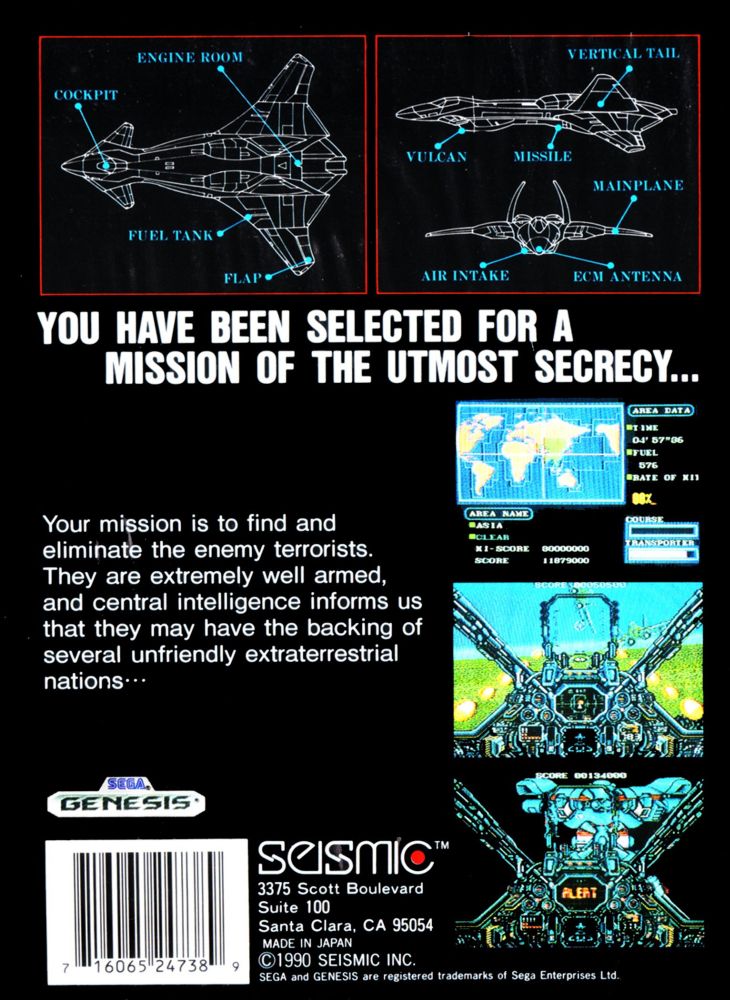 ENGINE ROOM
COCKPIT
FUEL TANK
FLAP
VERTICAL TAIL
VULCAN
MISSILE
MAINPLANE
AIR INTAKE
ECM ANTENNA
YOU HAVE BEEN SELECTED FOR A
MISSION OF THE UTMOST SECRECY...
Your mission is to find and
eliminate the enemy terrorists.
They are extremely well armed,
and central intelligence informs us
that they may have the backing of
several unfriendly extraterrestrial
nations...
AREA DATA
TIME
04'57"86
FUEL
576
RATE OF
AREA NAME
ASIA
CLEAR
HI-SCORE 00000000
SCORE 11879000
COURSE
TRANSPORTER
SCORE 00050500
SCORE 00134000
ALERT
SEGA
GENESIS
SEISMIC™
3375 Scott Boulevard
Suite 100
Santa Clara, CA 95054
MADE IN JAPAN
©1990 SEISMIC INC.
SEGA and GENESIS are registered trademarks of Sega Enterprises Ltd.
7 16065 24738 9